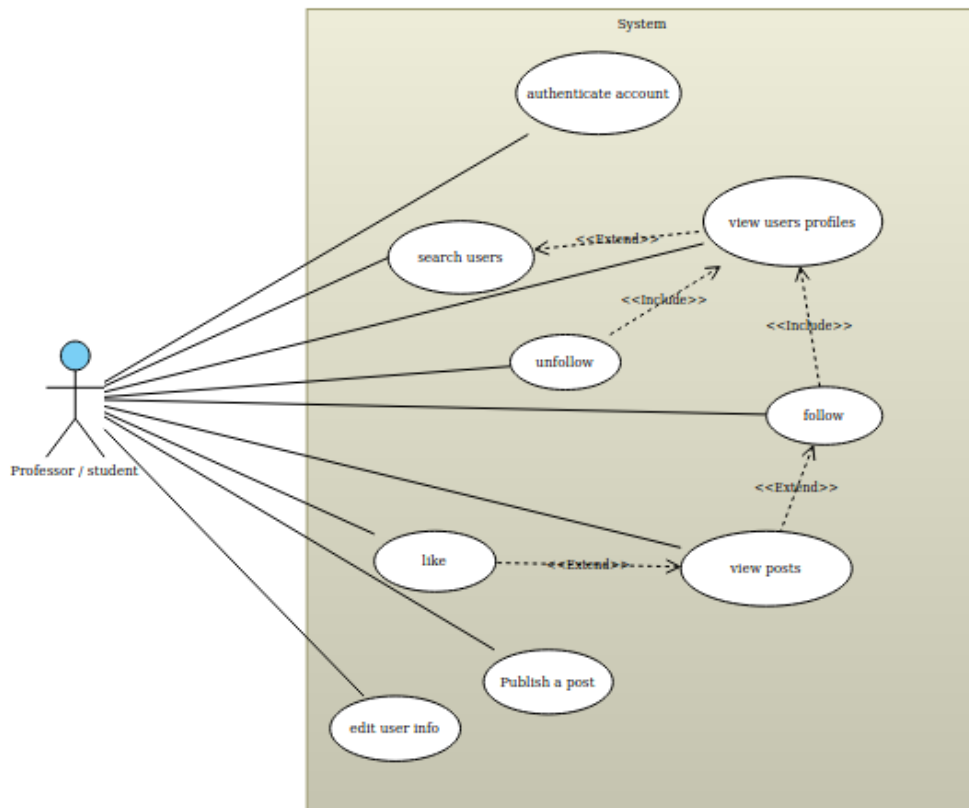 System
authenticate account
view users profiles
<<Extend>>
search users
<<Include>>
<<Include>>
unfollow
follow
Professor / student
<<Extend>>
like
<<Extend>>
view posts
Publish a post
edit user info